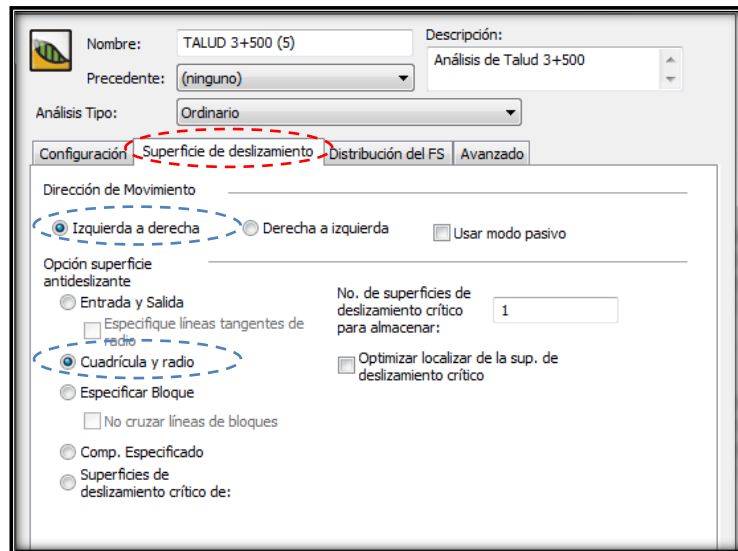 Nombre: TALUD 3+500 (5)
Descripción:
Análisis de Talud 3+500
Precedente: (ninguno)
Análisis Tipo: Ordinario
Configuración Superficie de deslizamiento Distribución del FS Avanzado
Dirección de Movimiento
Izquierda a derecha Derecha a izquierda Usar modo pasivo
Opción superficie
antideslizante
Entrada y Salida
Especifique líneas tangentes de
radio
Cuadrícula y radio
Especificar Bloque
No cruzar líneas de bloques
Comp. Especificado
Superficies de
deslizamiento crítico de:
No. de superficies de
deslizamiento crítico
para almacenar:
1
Optimizar localizar de la sup. de
deslizamiento crítico